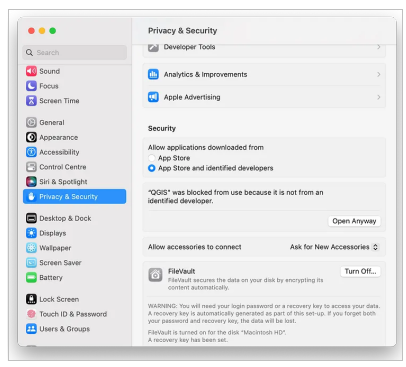 Privacy & Security
Search
Sound
Focus
Screen Time
General
Appearance
Accessibility
Control Centre
Siri & Spotlight
Privacy & Security
Desktop & Dock
Displays
Wallpaper
Screen Saver
Battery
Lock Screen
Touch ID & Password
Users & Groups
Developer Tools
Analytics & Improvements
Apple Advertising
Security
Allow applications downloaded from
App Store
App Store and identified developers
“QGIS” was blocked from use because it is not from an
identified developer.
Open Anyway
Allow accessories to connect
Ask for New Accessories
FileVault
Turn Off...
FileVault secures the data on your disk by encrypting its
content automatically.
WARNING: You will need your login password or a recovery key to access your data.
A recovery key is automatically generated as part of this set-up. If you forget both
your password and recovery key, the data will be lost.
FileVault is turned on for the disk "Macintosh HD".
A recovery key has been set.